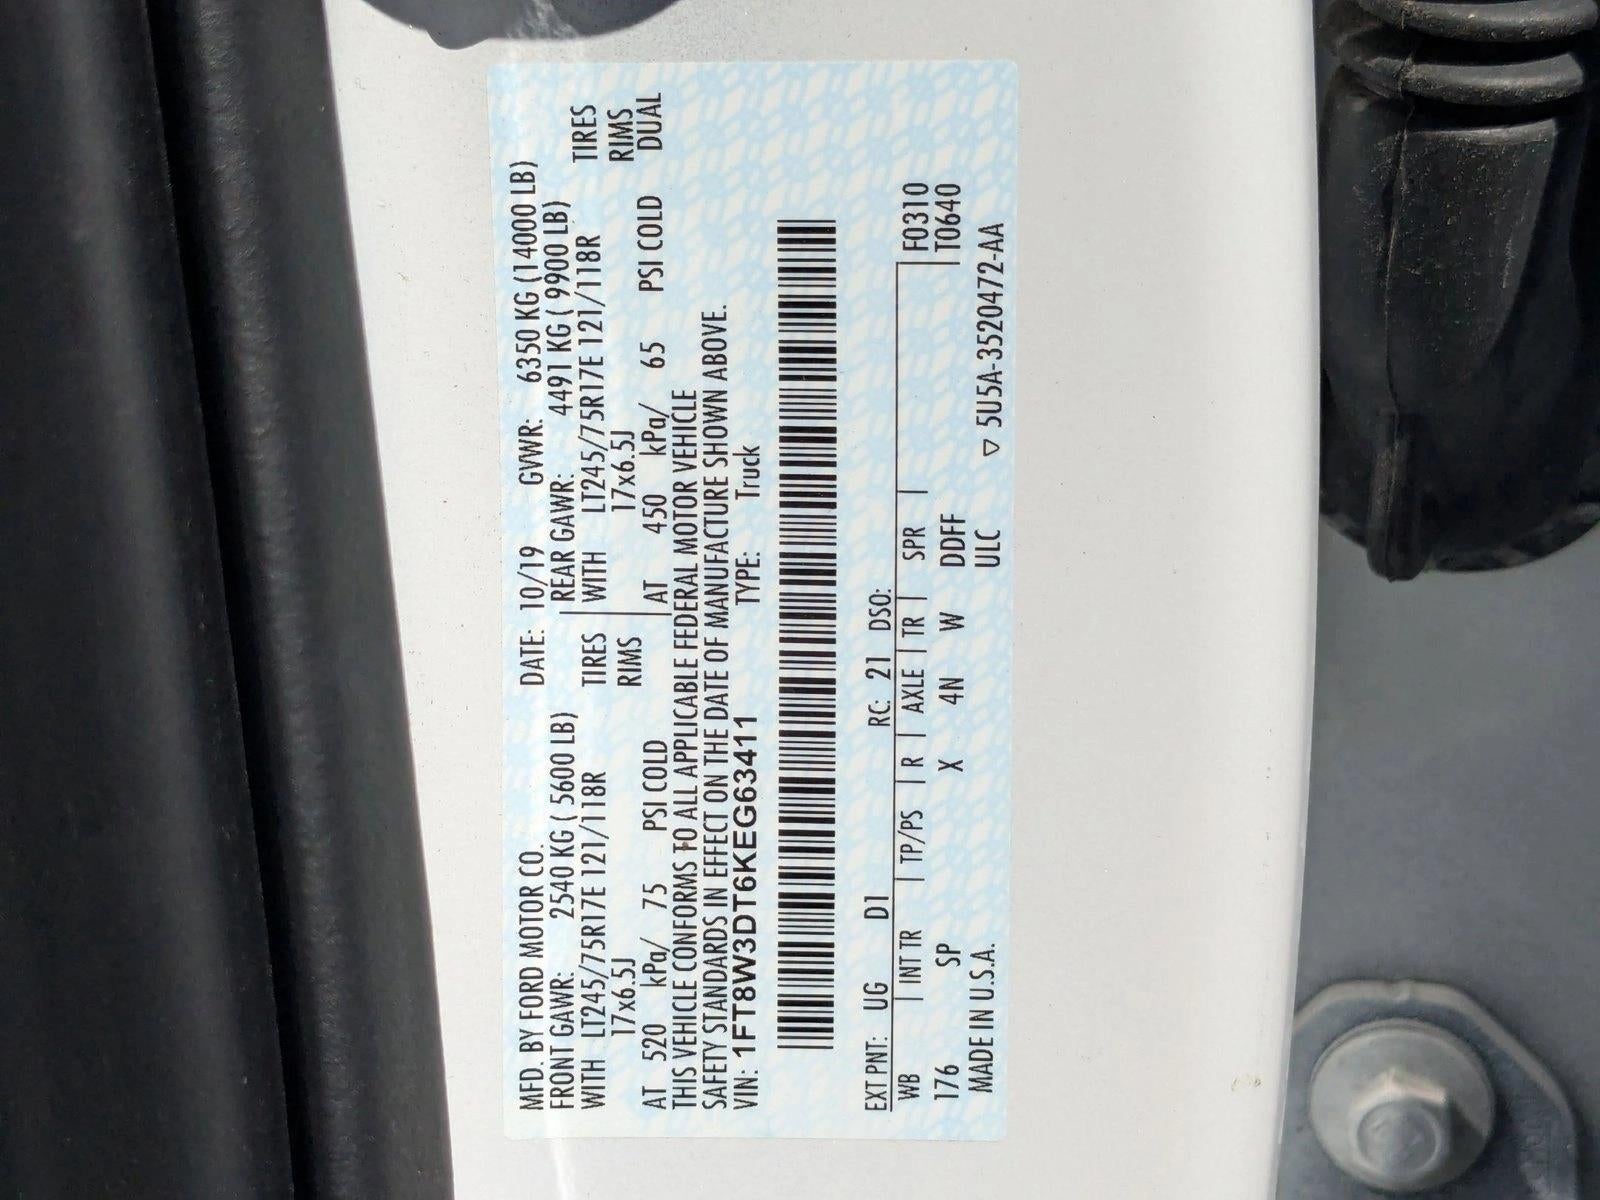 MFD. BY FORD MOTOR CO. DATE: 10/19 GVWR: 6350 KG (14000 LB)
FRONT GAWR: 2540 KG ( 5600 LB) REAR GAWR: 4491 KG ( 9900 LB)
WITH LT245/75R17E 121/118R TIRES WITH LT245/75R17E 121/118R TIRES
17x6.5J RIMS 17x6.5J RIMS
AT 520 kPa/ 75 PSI COLD AT 450 kPa/ 65 PSI COLD DUAL
THIS VEHICLE CONFORMS TO ALL APPLICABLE FEDERAL MOTOR VEHICLE
SAFETY STANDARDS IN EFFECT ON THE DATE OF MANUFACTURE SHOWN ABOVE.
VIN: 1FT8W3DT6KEG63411 TYPE: Truck
EXT PNT: UG D1 RC: 21 DSO:
WB | INT TR | TP/PS | R | AXLE | TR | SPR | F0310
176 SP X 4N W DDFF T0640
MADE IN U.S.A. ULC ▽ 5U5A-3520472-AA